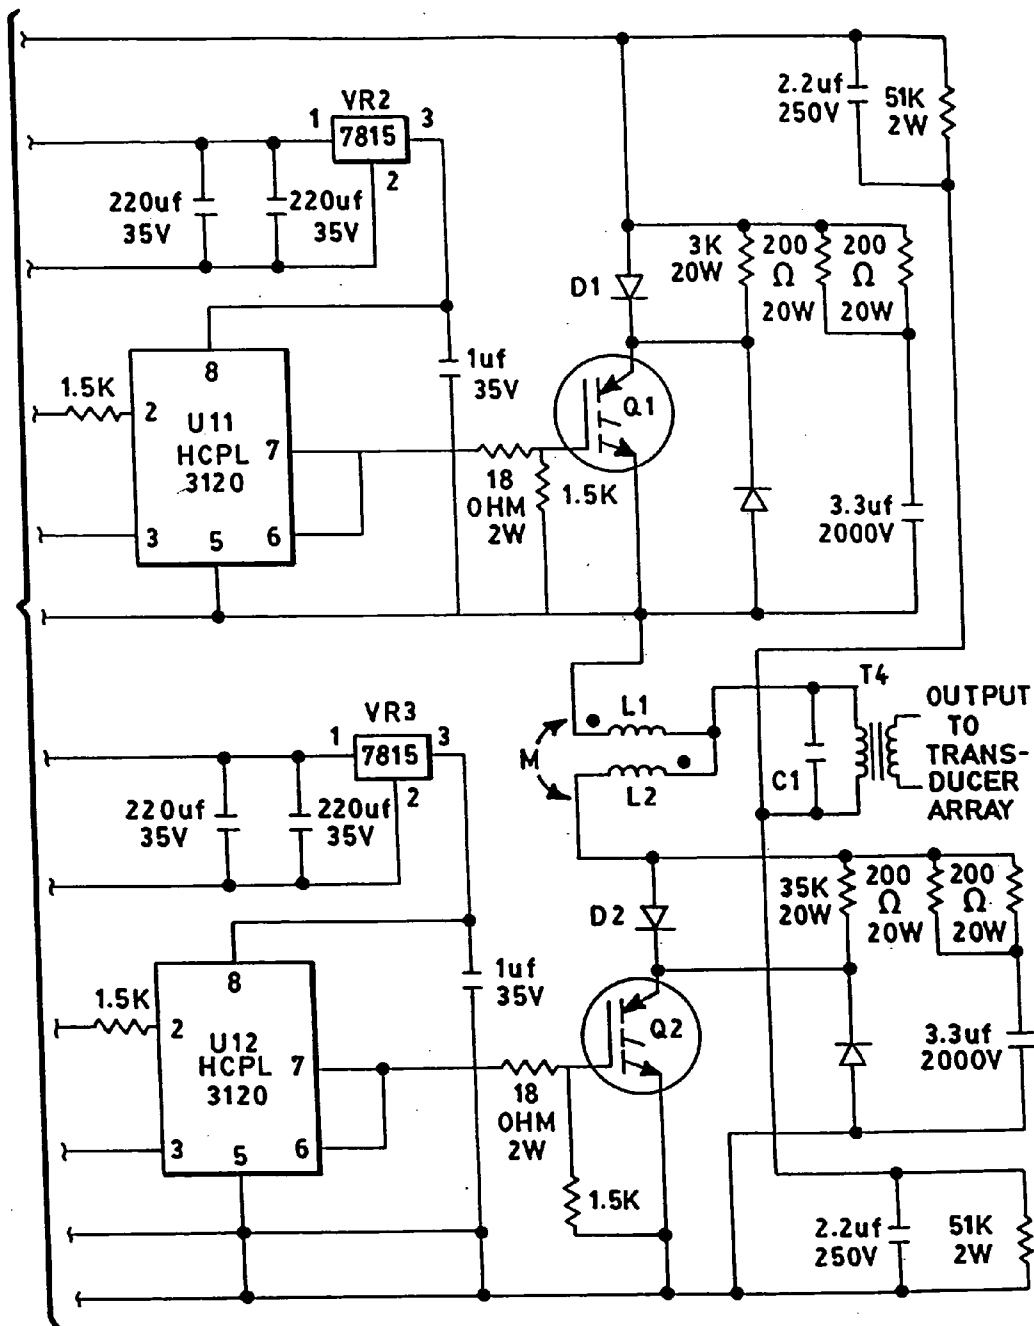 2.2uf
250V
51K
2W
VR2
1
7815
3
2
220uf
35V
220uf
35V
3K
20W
200
Ω
20W
200
Ω
20W
D1
8
1.5K
2
U11
HCPL
3120
7
3
5
6
1uf
35V
Q1
18
OHM
2W
1.5K
3.3uf
2000V
L1
M
L2
C1
T4
OUTPUT
TO
TRANS-
DUCER
ARRAY
VR3
1
7815
3
2
220uf
35V
220uf
35V
35K
20W
200
Ω
20W
200
Ω
20W
D2
8
1.5K
2
U12
HCPL
3120
7
3
5
6
1uf
35V
Q2
18
OHM
2W
1.5K
3.3uf
2000V
2.2uf
250V
51K
2W